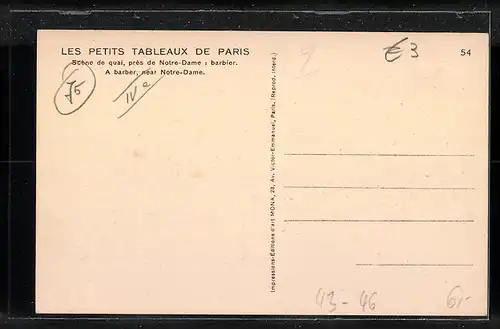 LES PETITS TABLEAUX DE PARIS
Scène de quai, près de Notre-Dame : barbier.
A barber, near Notre-Dame.
75
IVe
Impressions-Éditions d'art MONA, 28, Av. Victor-Emmanuel, Paris. (Reprod. interd.)
€3
54
43-46
6,-